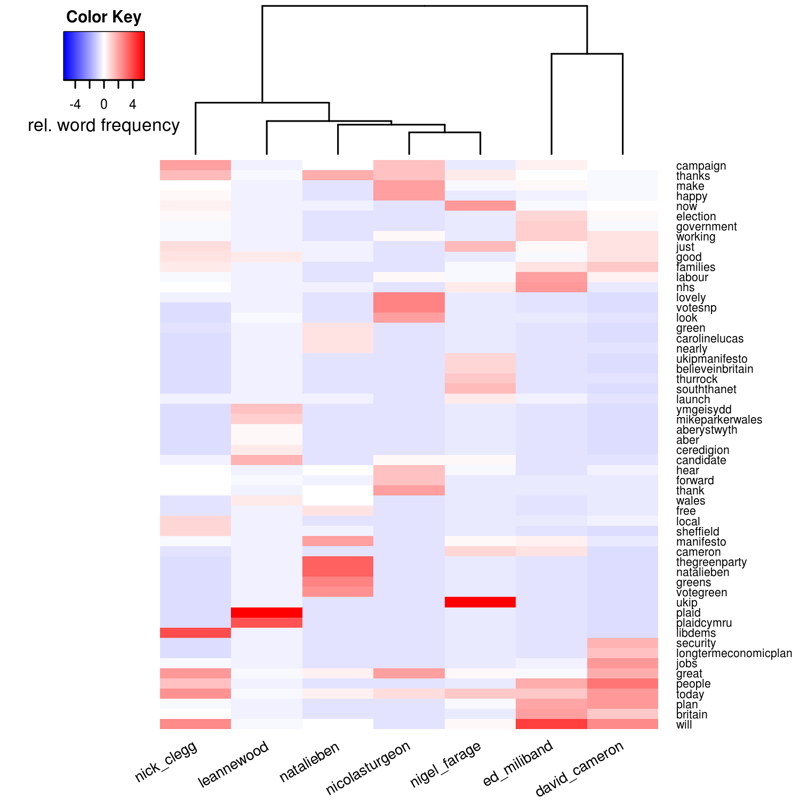 Color Key
-4 0 4
rel. word frequency
campaign
thanks
make
happy
now
election
government
working
just
good
families
labour
nhs
lovely
votesnp
look
green
carolinelucas
nearly
ukipmanifesto
believeinbritain
thurrock
souththanet
launch
ymgeisydd
mikeparkerwales
aberystwyth
aber
ceredigion
candidate
hear
forward
thank
wales
free
local
sheffield
manifesto
cameron
thegreenparty
natalieben
greens
votegreen
ukip
plaid
plaidcymru
libdems
security
longtermeconomicplan
jobs
great
people
today
plan
britain
will
nick_clegg
leannewood
natalieben
nicolasturgeon
nigel_farage
ed_miliband
david_cameron